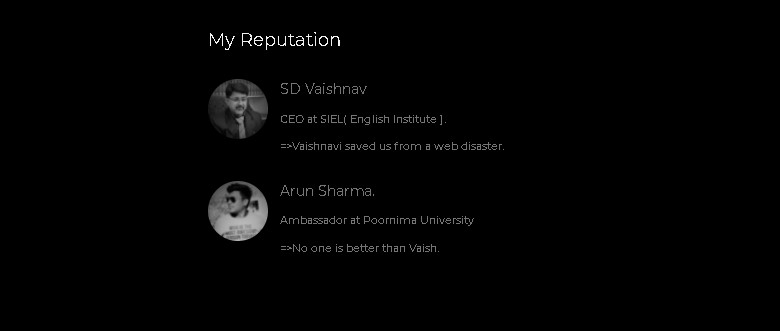 My Reputation
SD Vaishnav
CEO at SIEL( English Institute ).
=>Vaishnavi saved us from a web disaster.
Arun Sharma.
Ambassador at Poornima University
=>No one is better than Vaish.